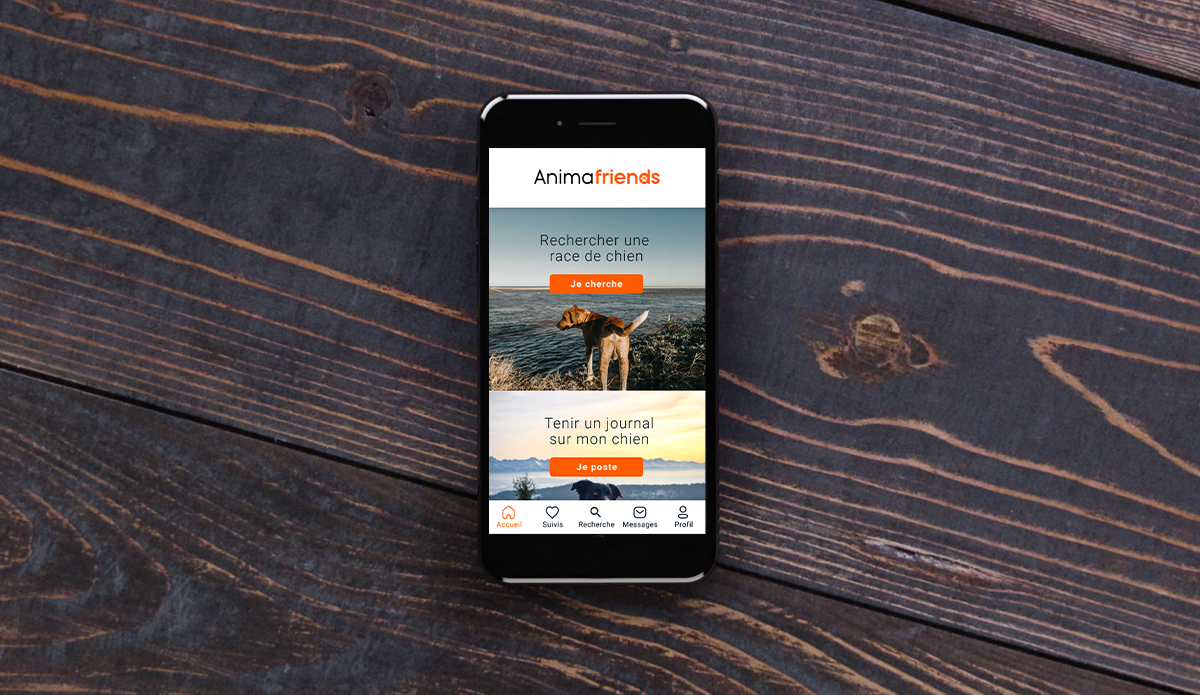 Animafriends
Rechercher une
race de chien
Je cherche
Tenir un journal
sur mon chien
Je poste
Accueil Suivis Recherche Messages Profil